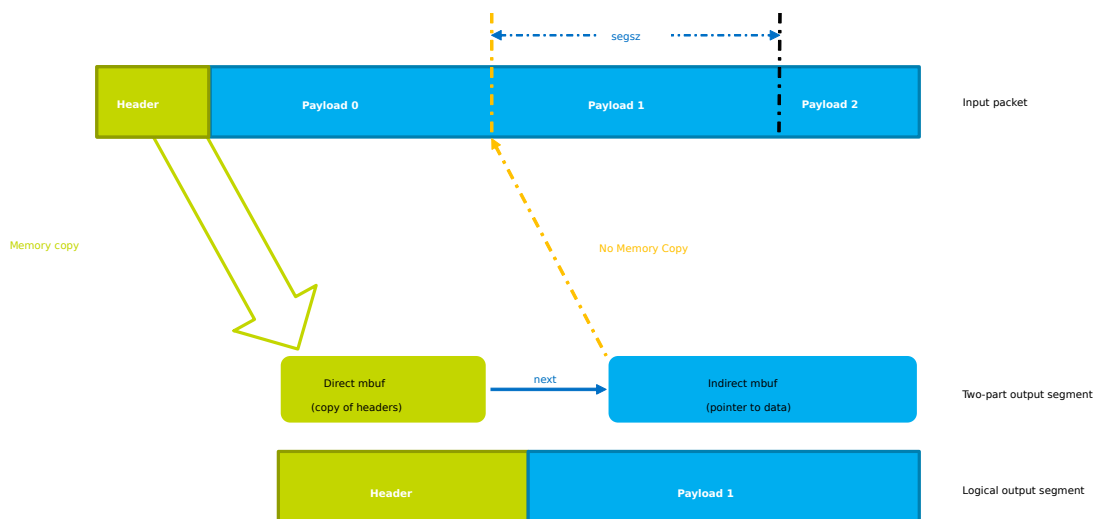 segsz
Header
Payload 0
Payload 1
Payload 2
Input packet
Memory copy
No Memory Copy
Direct mbuf
(copy of headers)
next
Indirect mbuf
(pointer to data)
Two-part output segment
Header
Payload 1
Logical output segment